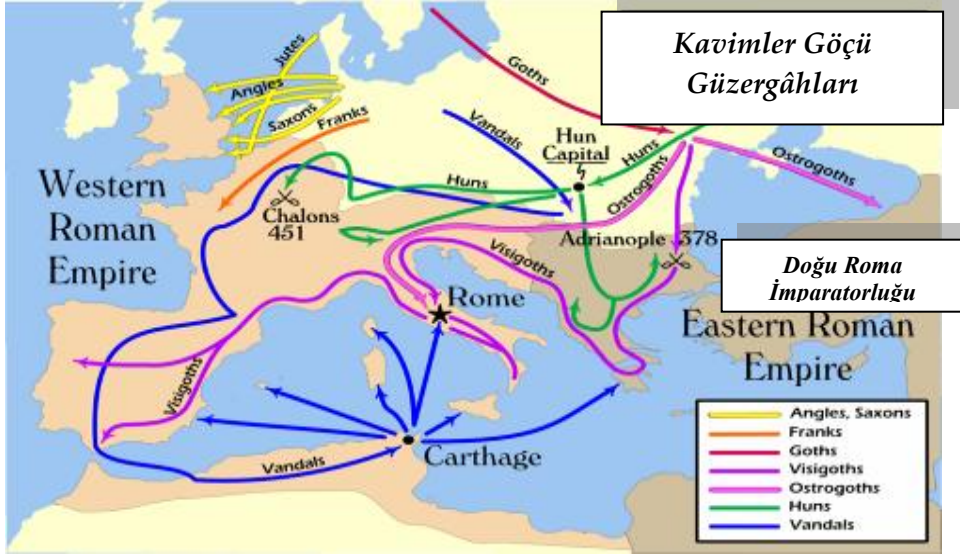 Kavimler Göçü
Güzergâhları
Jutes
Angles
Saxons
Franks
Goths
Vandals
Hun
Capital
Huns
Ostrogoths
Ostrogoths
Huns
Western
Roman
Empire
Chalons
451
Adrianople 378
Visigoths
Doğu Roma
İmparatorluğu
Rome
Eastern Roman
Empire
Visigoths
Vandals
Carthage
Angles, Saxons
Franks
Goths
Visigoths
Ostrogoths
Huns
Vandals